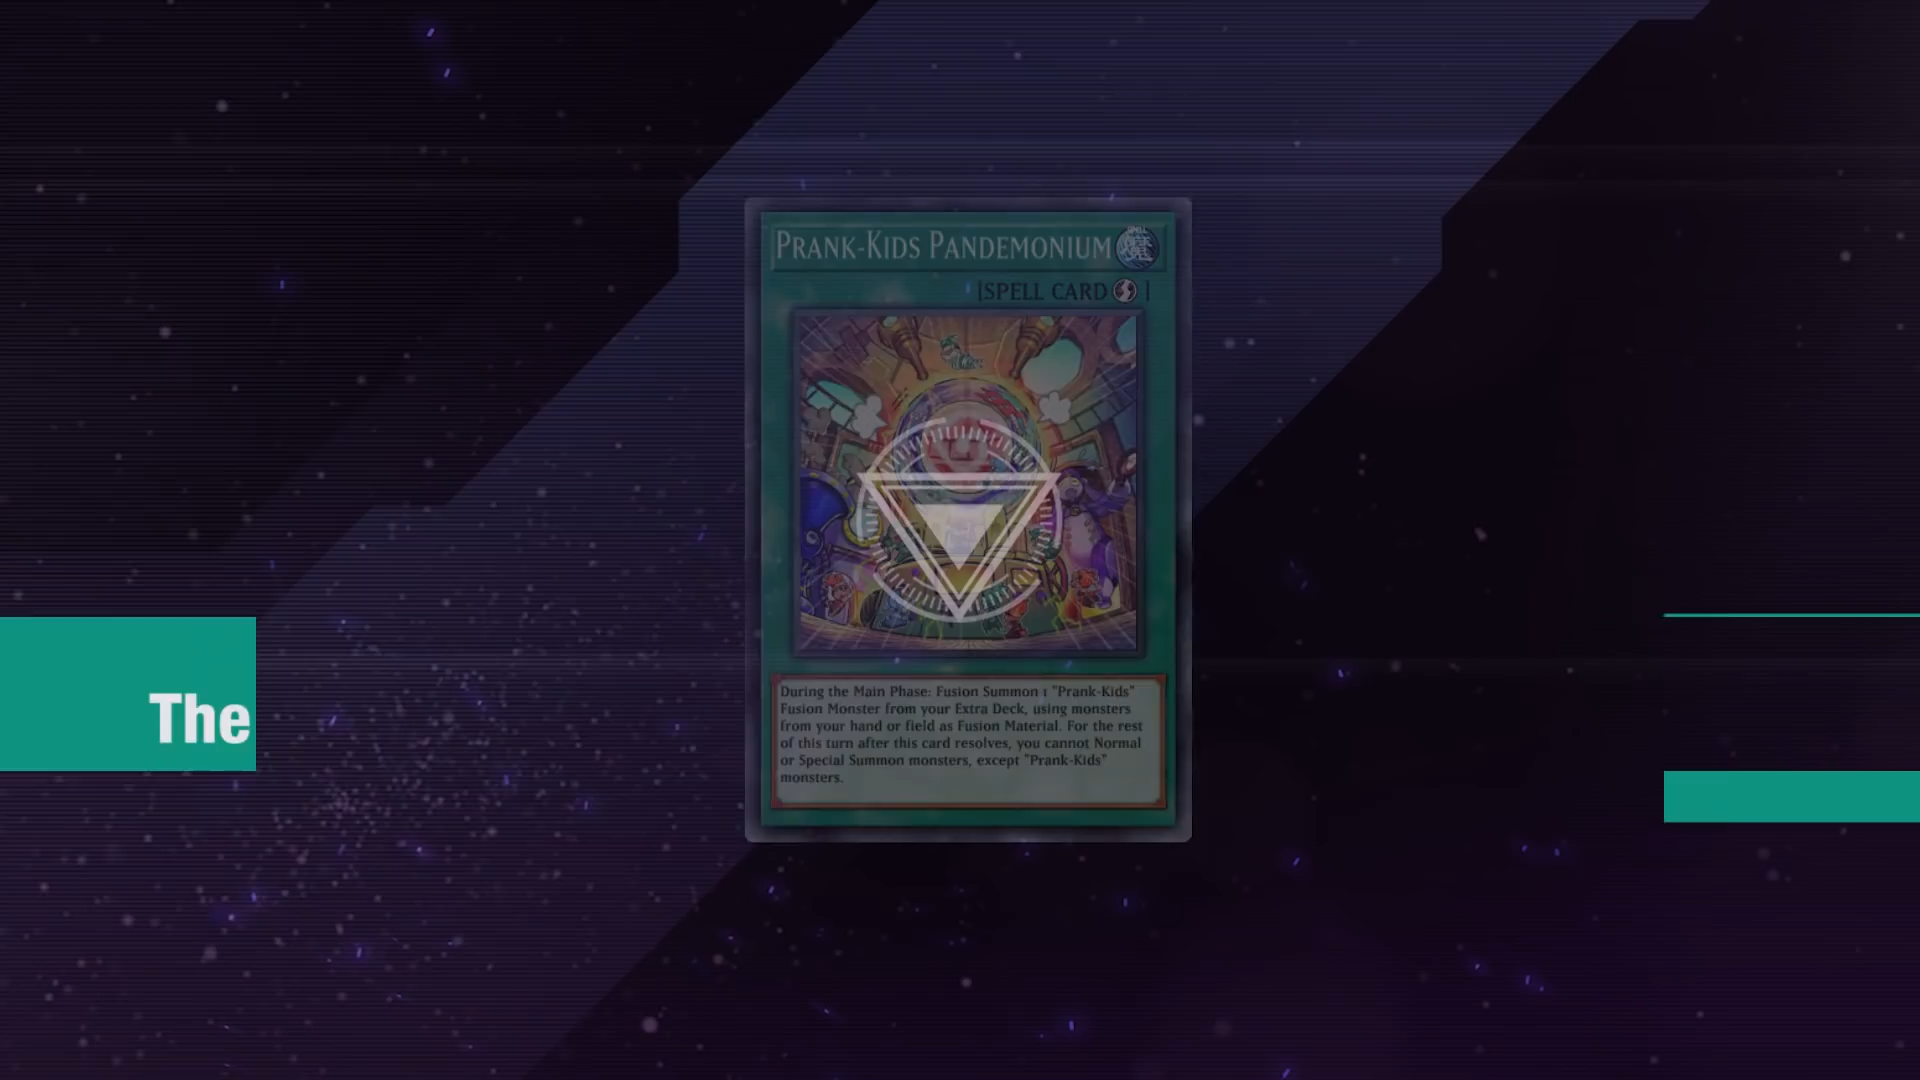 PRANK-KIDS PANDEMONIUM
[SPELL CARD ]
During the Main Phase: Fusion Summon 1 "Prank-Kids"
Fusion Monster from your Extra Deck, using monsters
from your hand or field as Fusion Material. For the rest
of this turn after this card resolves, you cannot Normal
or Special Summon monsters, except "Prank-Kids"
monsters.
The